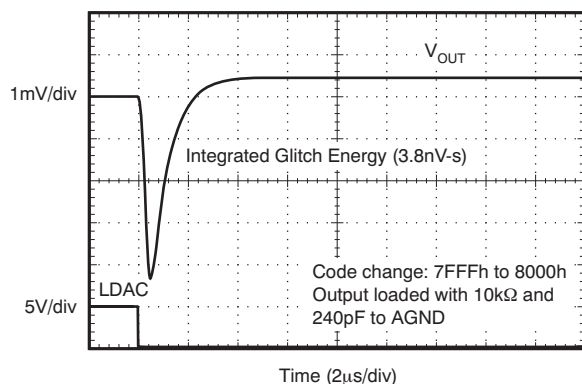 V_OUT
1mV/div
Integrated Glitch Energy (3.8nV-s)
LDAC
Code change: 7FFFh to 8000h
Output loaded with 10kΩ and
240pF to AGND
5V/div
Time (2µs/div)